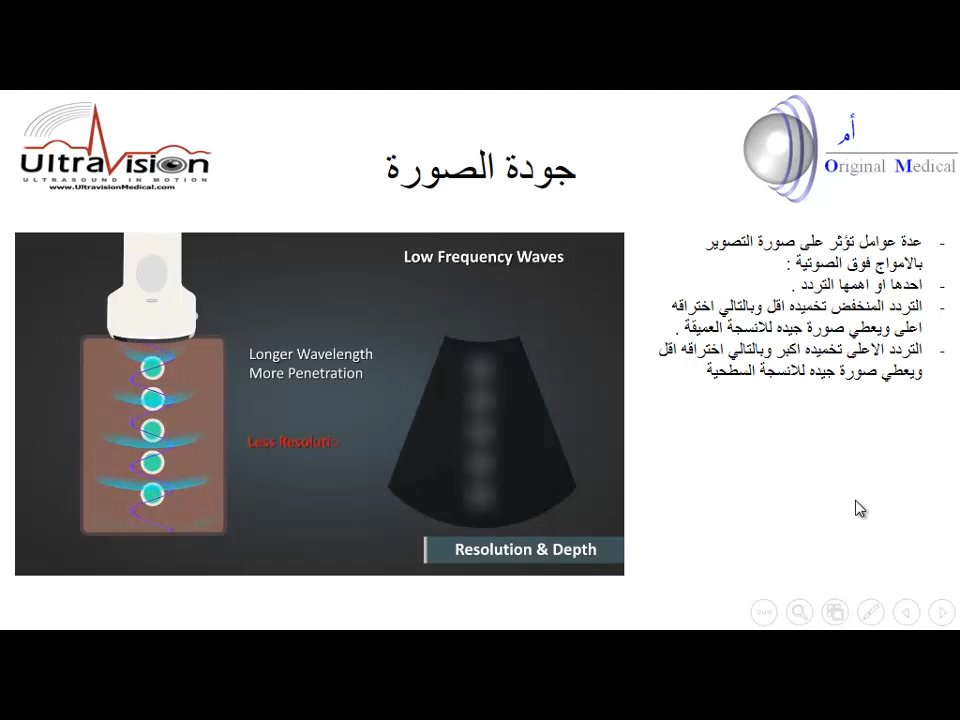 UltraVision
ULTRASOUND IN MOTION
www.UltravisionMedical.com
أم
Original Medical
جودة الصورة
Low Frequency Waves
Longer Wavelength
More Penetration
Less Resoluti
Resolution & Depth
- عدة عوامل تؤثر على صورة التصوير
بالامواج فوق الصوتية :
- احدها او اهمها التردد .
- التردد المنخفض تخميده اقل وبالتالي اختراقه
اعلى ويعطي صورة جيده للانسجة العميقة .
- التردد الاعلى تخميده اكبر وبالتالي اختراقه اقل
ويعطي صورة جيده للانسجة السطحية